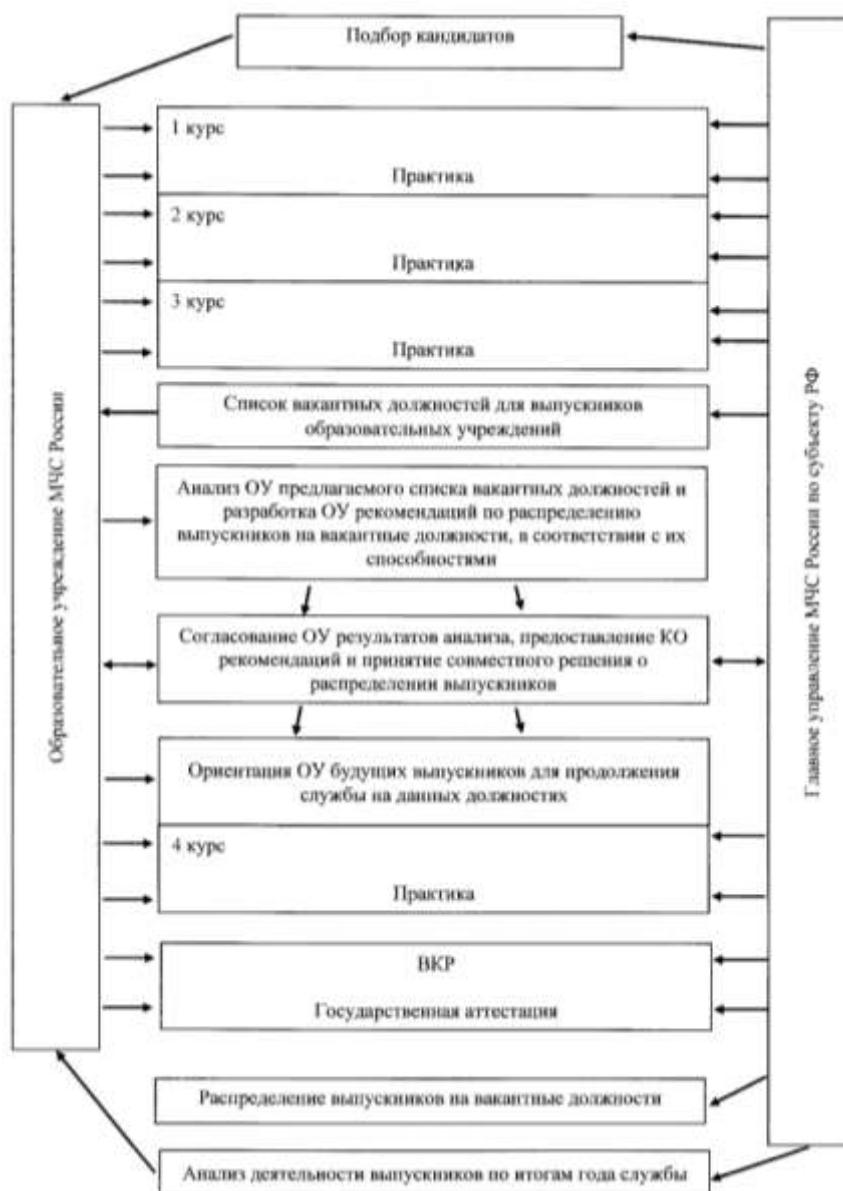 Подбор кандидатов
1 курс
Практика
2 курс
Практика
3 курс
Практика
Список вакантных должностей для выпускников
образовательных учреждений
Анализ ОУ предлагаемого списка вакантных должностей и
разработка ОУ рекомендаций по распределению
выпускников на вакантные должности, в соответствии с их
способностями
Согласование ОУ результатов анализа, предоставление КО
рекомендаций и принятие совместного решения о
распределении выпускников
Ориентация ОУ будущих выпускников для продолжения
службы на данных должностях
4 курс
Практика
ВКР
Государственная аттестация
Распределение выпускников на вакантные должности
Анализ деятельности выпускников по итогам года службы
Образовательное учреждение МЧС России
Главное управление МЧС России по субъекту РФ